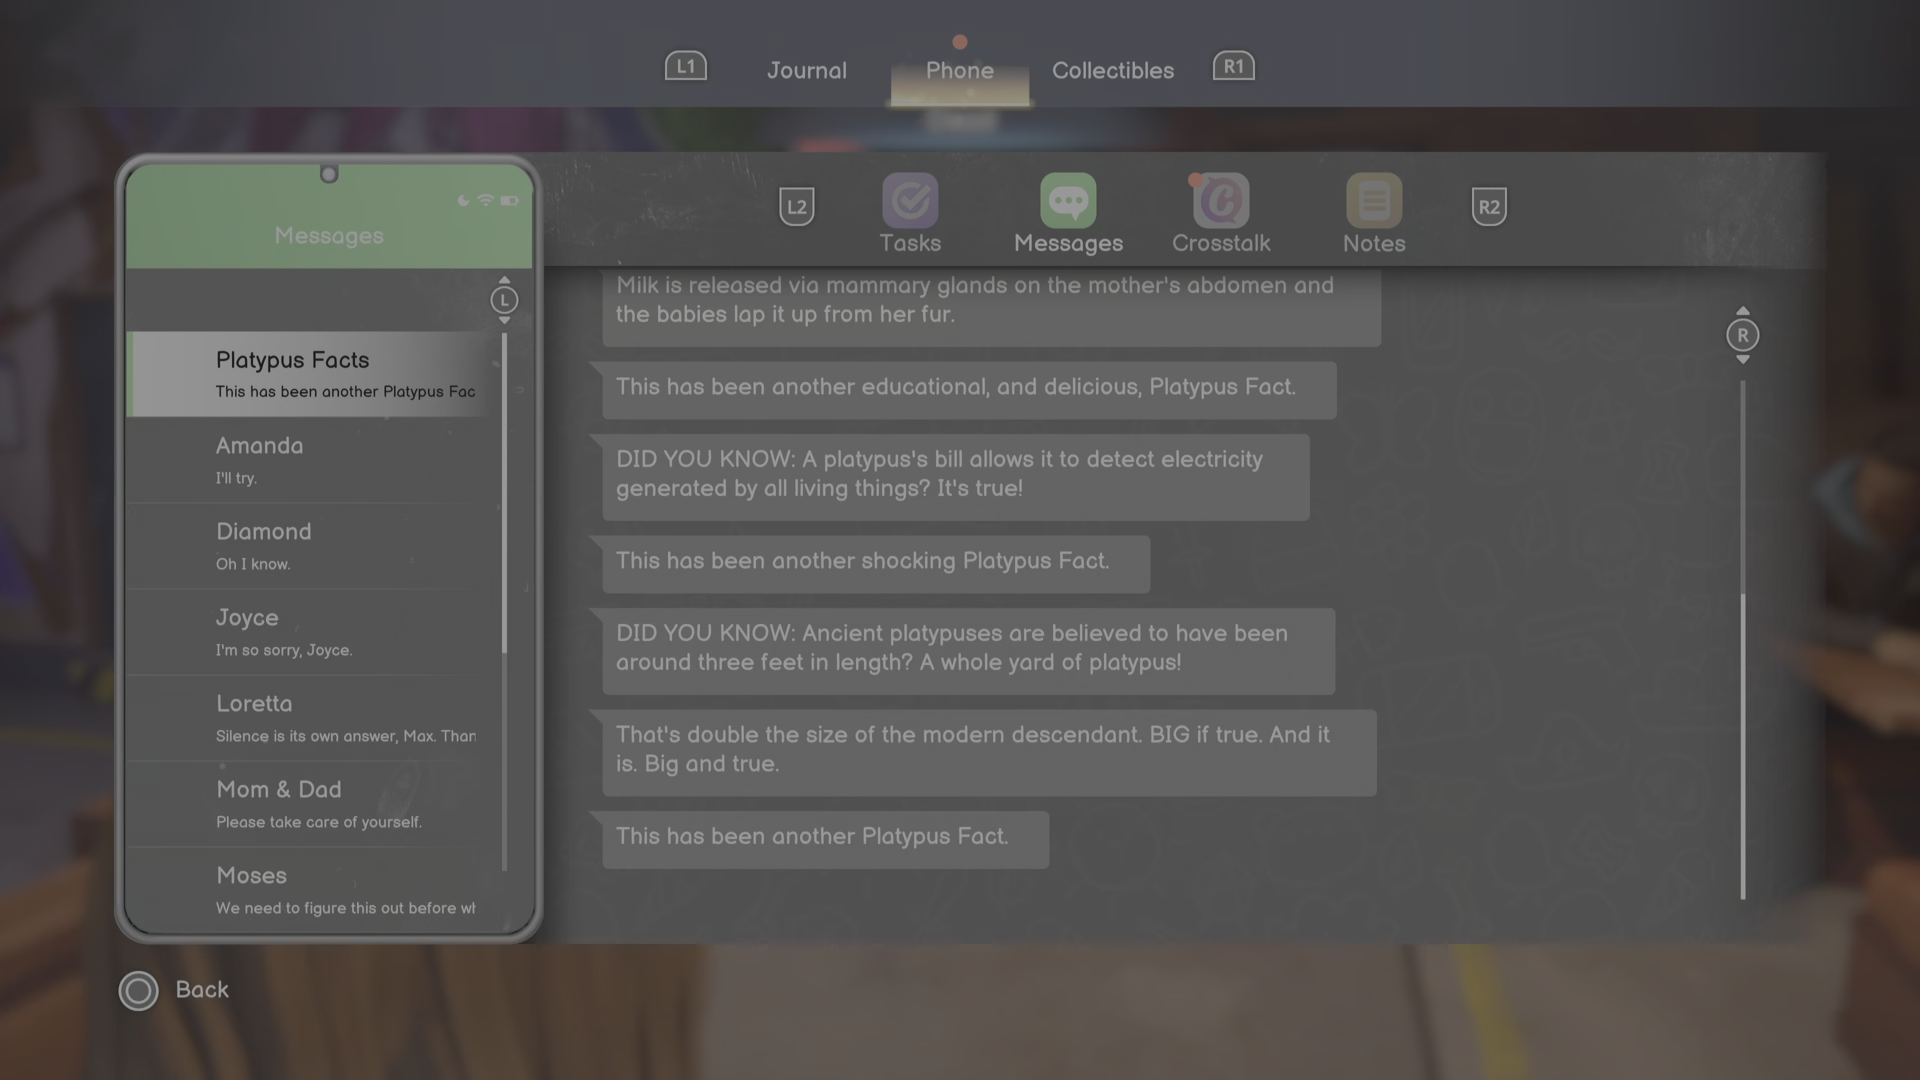 L1
Journal
Phone
Collectibles
R1
Messages
L2
Tasks
Messages
Crosstalk
Notes
R2
L
Platypus Facts
This has been another Platypus Fac
Amanda
I'll try.
Diamond
Oh I know.
Joyce
I'm so sorry, Joyce.
Loretta
Silence is its own answer, Max. Than
Mom & Dad
Please take care of yourself.
Moses
We need to figure this out before wh
Milk is released via mammary glands on the mother's abdomen and
the babies lap it up from her fur.
This has been another educational, and delicious, Platypus Fact.
DID YOU KNOW: A platypus's bill allows it to detect electricity
generated by all living things? It's true!
This has been another shocking Platypus Fact.
DID YOU KNOW: Ancient platypuses are believed to have been
around three feet in length? A whole yard of platypus!
That's double the size of the modern descendant. BIG if true. And it
is. Big and true.
This has been another Platypus Fact.
R
Back